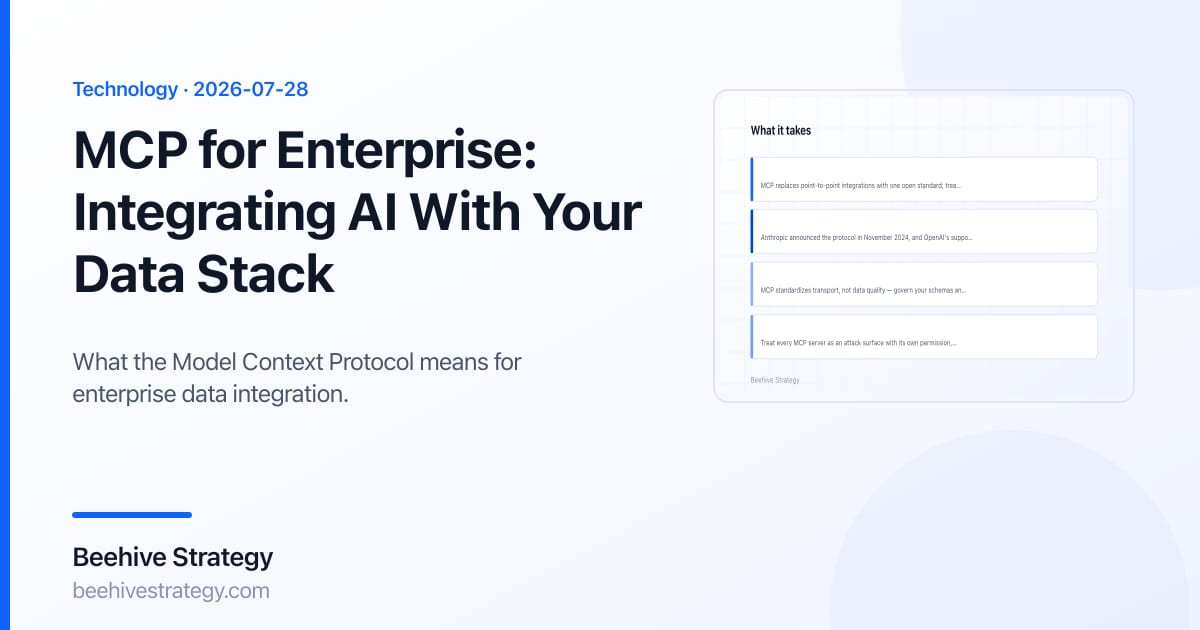 Technology · 2026-07-28
MCP for Enterprise:
Integrating AI With Your
Data Stack
What the Model Context Protocol means for
enterprise data integration.
Beehive Strategy
beehivestrategy.com
What it takes
MCP replaces point-to-point integrations with one open standard; trea...
Anthropic announced the protocol in November 2024, and OpenAI's suppo...
MCP standardizes transport, not data quality — govern your schemas an...
Treat every MCP server as an attack surface with its own permission,...
Beehive Strategy